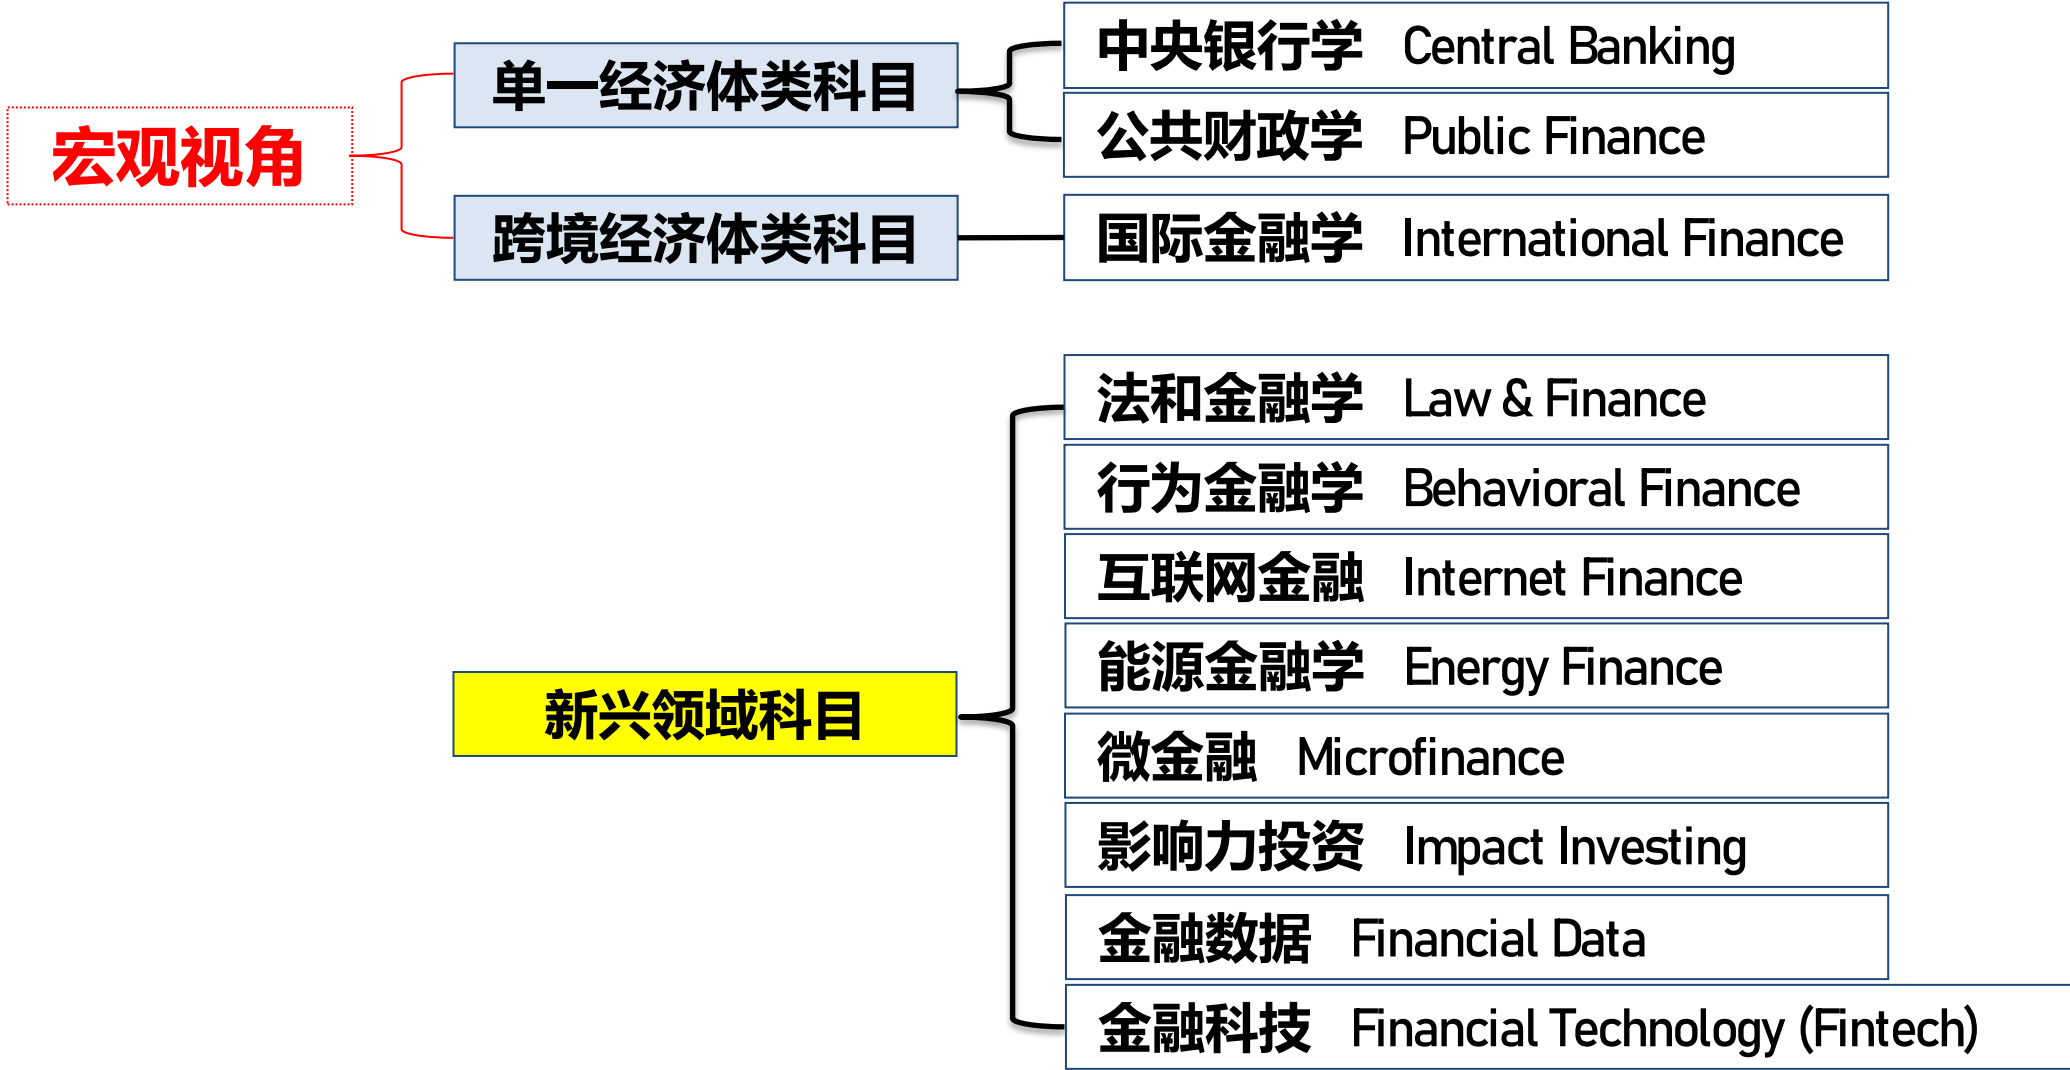 宏观视角
单一经济体类科目
中央银行学 Central Banking
公共财政学 Public Finance
跨境经济体类科目
国际金融学 International Finance
新兴领域科目
法和金融学 Law & Finance
行为金融学 Behavioral Finance
互联网金融 Internet Finance
能源金融学 Energy Finance
微金融 Microfinance
影响力投资 Impact Investing
金融数据 Financial Data
金融科技 Financial Technology (Fintech)